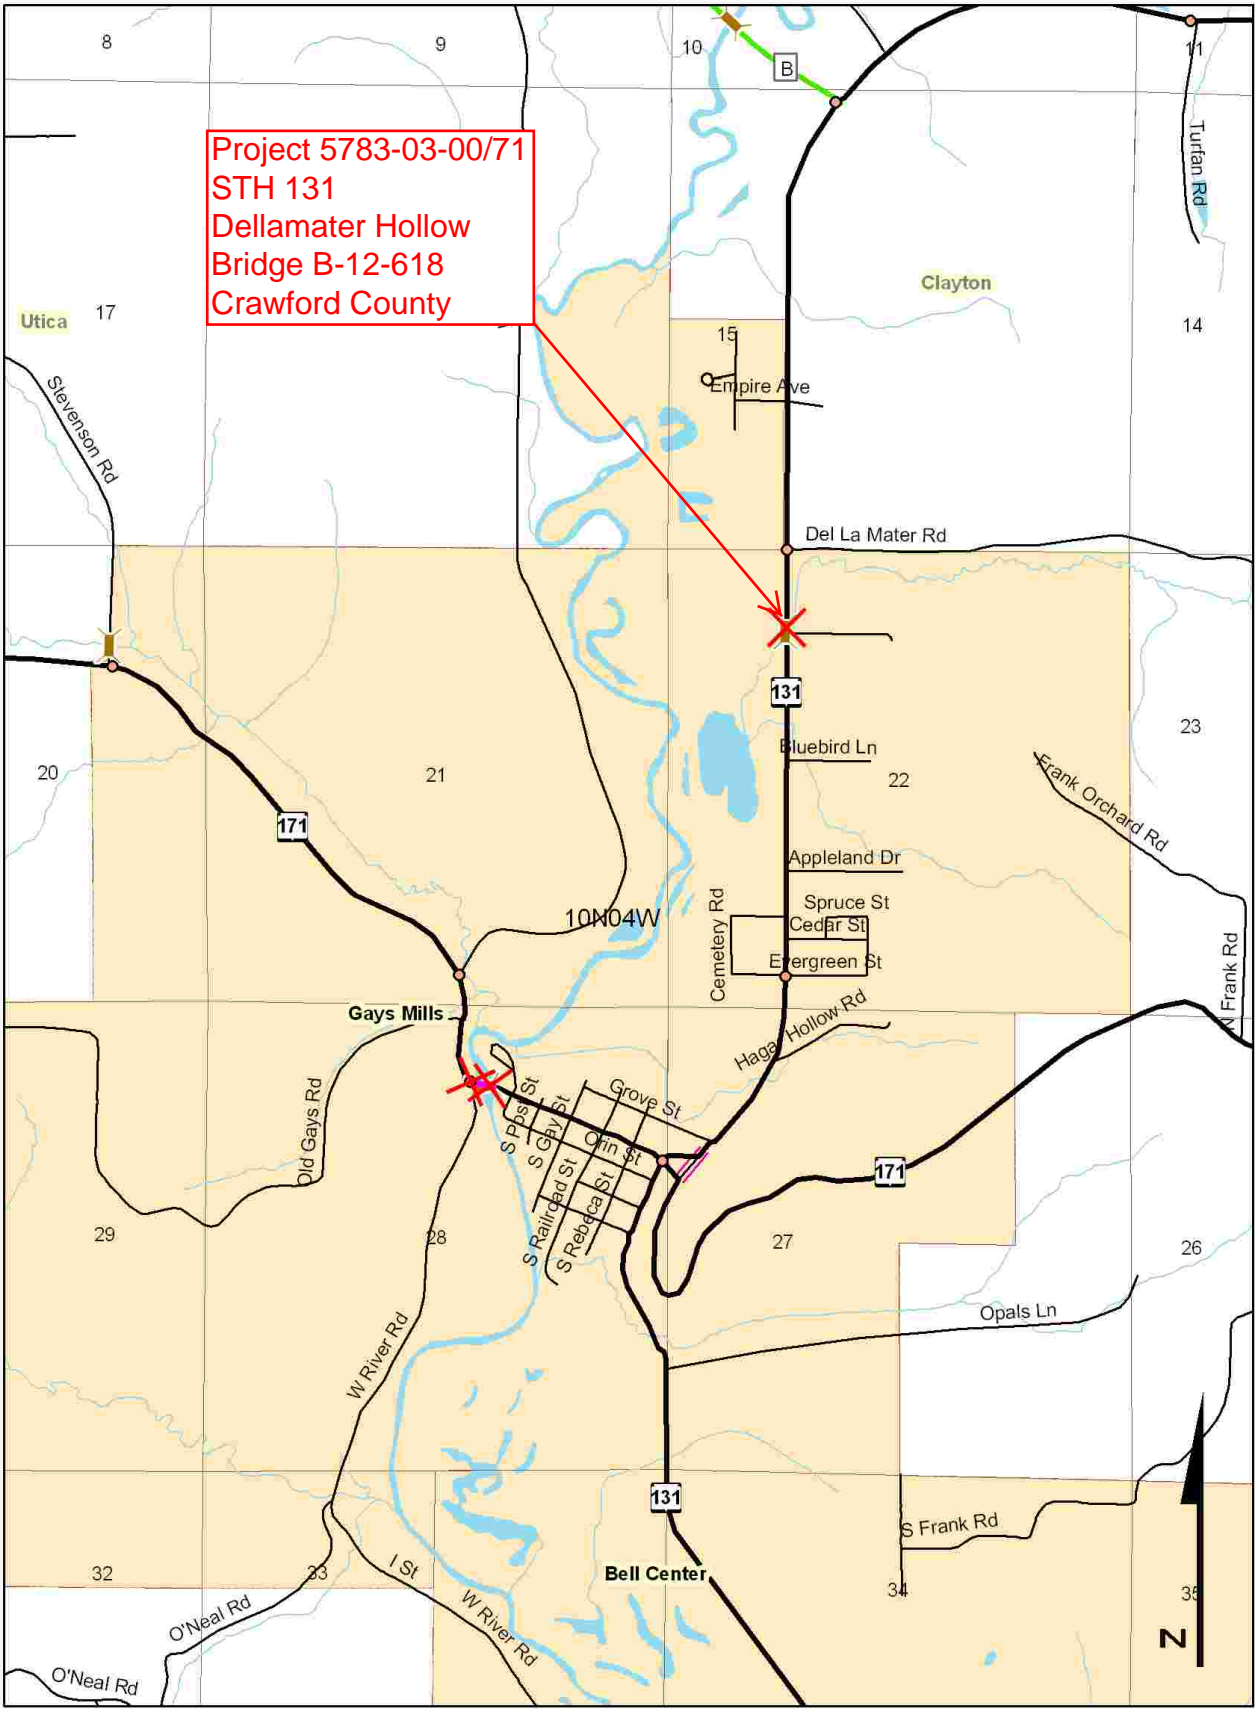 8
9
10
11
B
Turfan Rd
Project 5783-03-00/71
STH 131
Dellamater Hollow
Bridge B-12-618
Crawford County
Utica
17
Clayton
14
15
Empire Ave
Stevenson Rd
Del La Mater Rd
131
23
Bluebird Ln
20
21
22
Frank Orchard Rd
171
Appleland Dr
10N04W
Cemetery Rd
Spruce St
Cedar St
Evergreen St
N Frank Rd
Gays Mills
Hagar Hollow Rd
Old Gays Rd
S Post St
S Gay St
Grove St
Orin St
S Railroad St
S Rebeca St
171
29
28
27
26
Opals Ln
W River Rd
131
S Frank Rd
Bell Center
32
33
I St
34
35
O'Neal Rd
W River Rd
O'Neal Rd
N